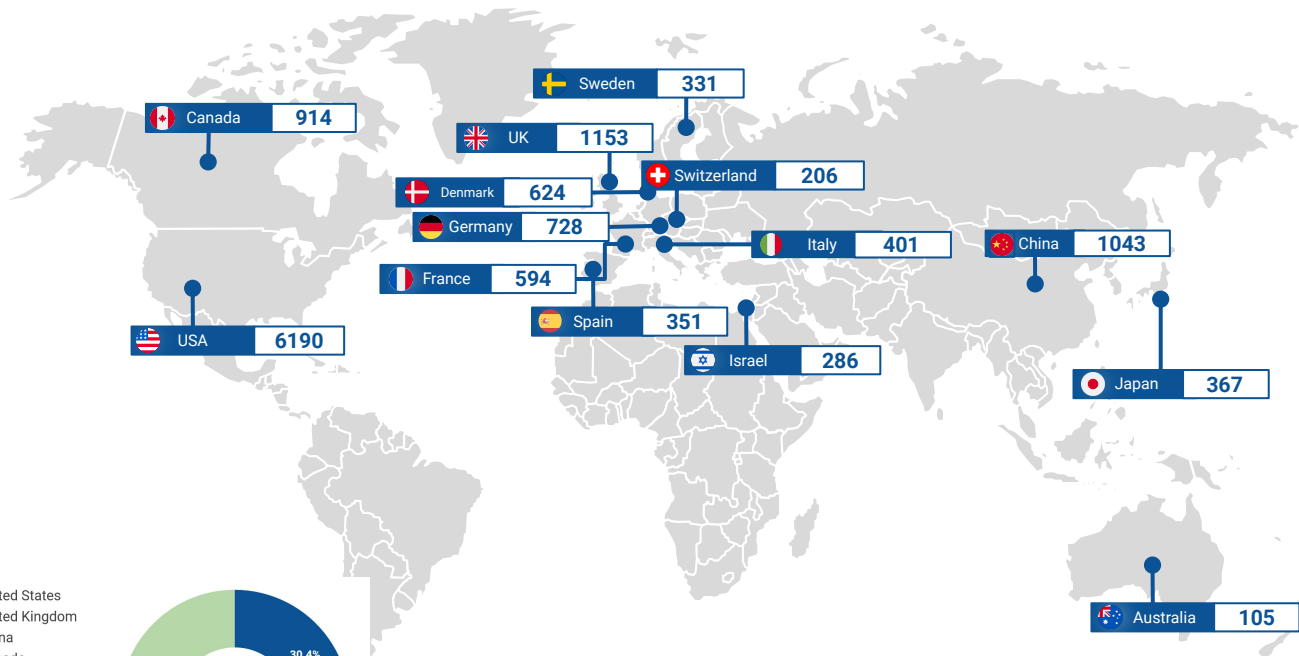 Sweden 331
Canada 914
UK 1153
Switzerland 206
Denmark 624
Germany 728
Italy 401
China 1043
France 594
Spain 351
USA 6190
Israel 286
Japan 367
ted States
Australia 105
ted Kingdom
na
30.4%